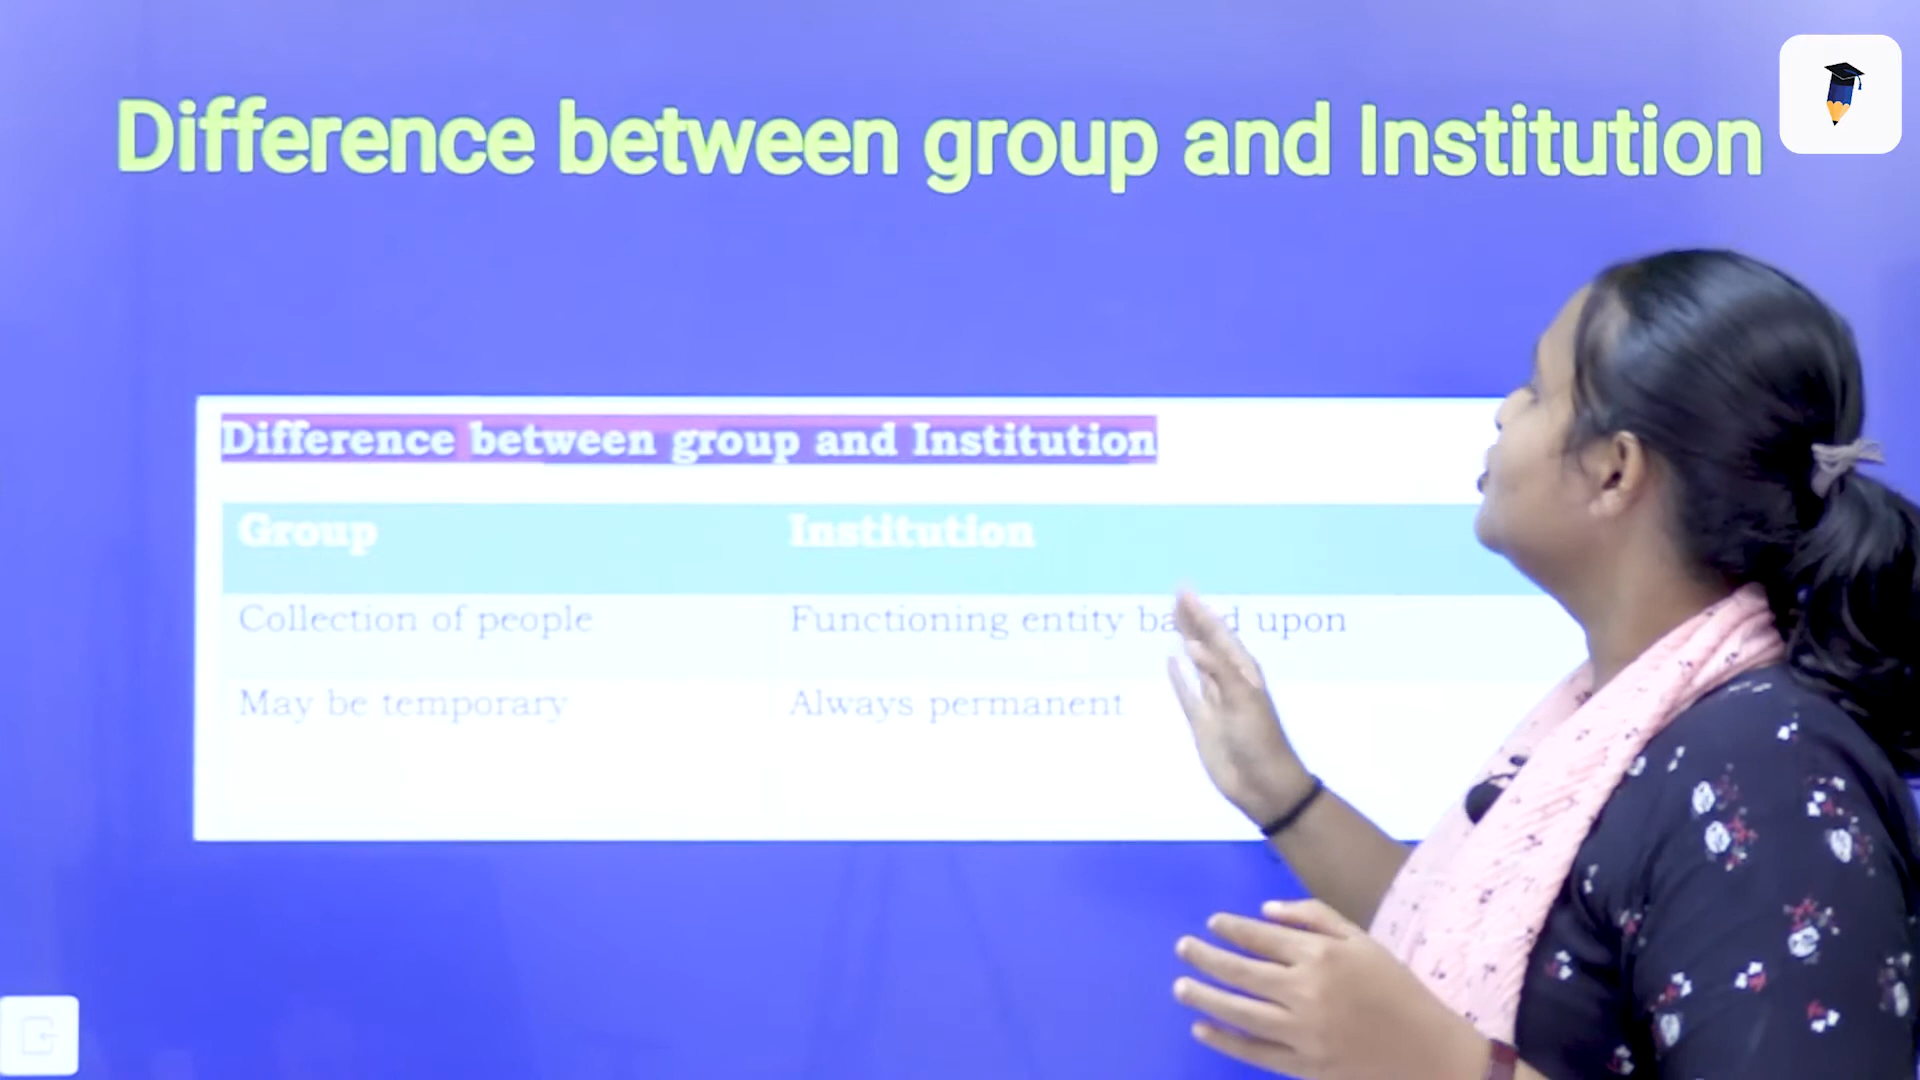 Difference between group and Institution
Difference between group and Institution
Group Institution
Collection of people Functioning entity based upon
May be temporary Always permanent